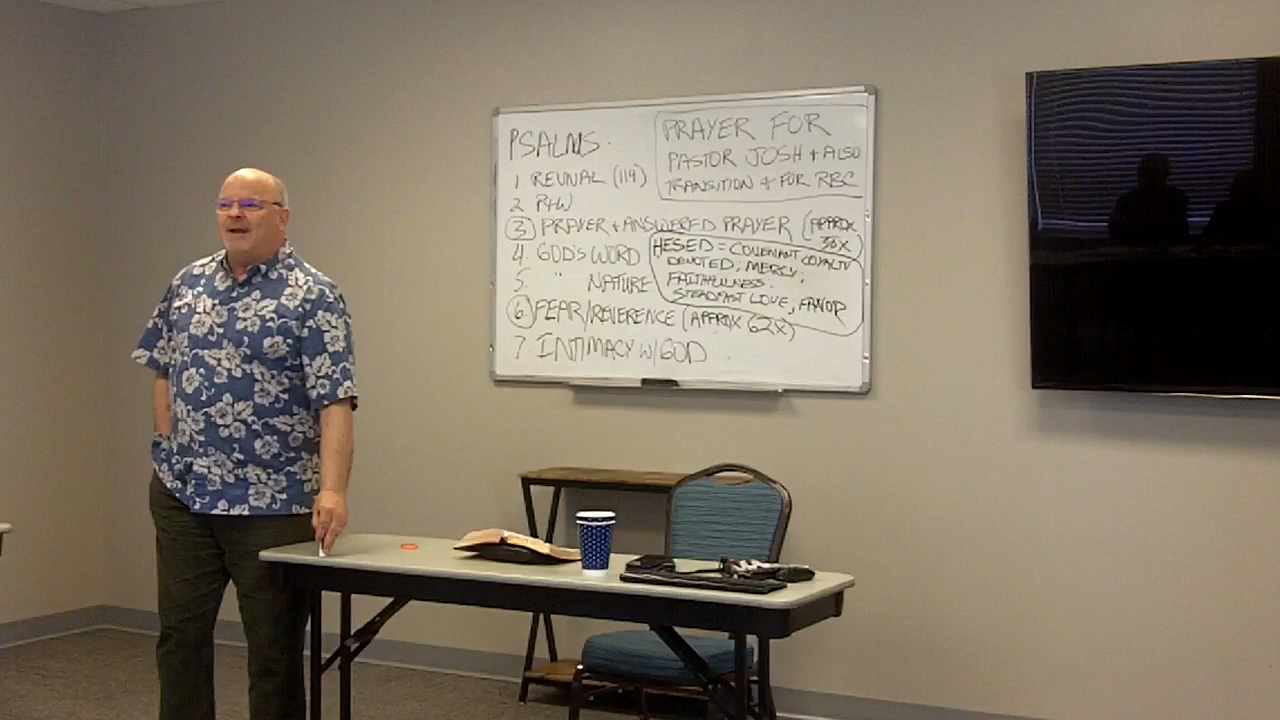 PSALMS:
1. REVIVAL (119)
2 P+W
3) PRAYER + ANSWERED PRAYER (APPROX 36X)
4. GOD'S WORD
5. " NATURE
6. FEAR/REVERENCE (APPROX 62X)
7 INTIMACY W/GOD
PRAYER FOR
PASTOR JOSH + ALSO
TRANSITION + FOR RBC
HESED = COVENANT LOYALTY
DEVOTED, MERCY,
FAITHFULNESS.
STEADFAST LOVE, FAVOR